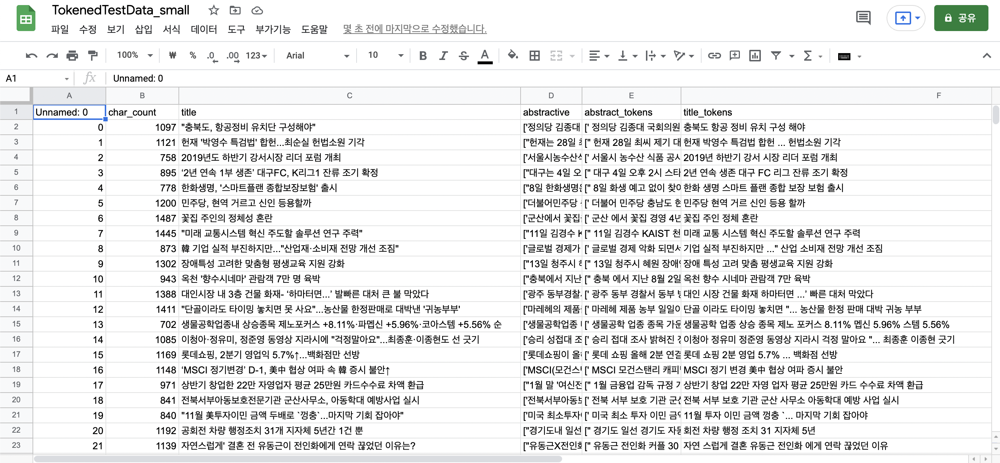 TokenedTestData_small
파일 수정 보기 삽입 서식 데이터 도구 부가기능 도움말 몇 초 전에 마지막으로 수정했습니다.
공유
100% ₩ % .0 .00 123 Arial 10 B I S A
A1 fx Unnamed: 0
A B C D E F
1 Unnamed: 0 char_count title abstractive abstract_tokens title_tokens
2 0 1097 "충북도, 항공정비 유치단 구성해야" ['정의당 김종대 [' 정의당 김종대 국회의원 충북도 항공 정비 유치 구성 해야
3 1 1121 헌재 '박영수 특검법' 합헌...최순실 헌법소원 기각 ["헌재는 28일 [" 헌재 28일 최씨 제기 대 헌재 박영수 특검법 합헌 ... 헌법소원 기각
4 2 758 2019년도 하반기 강서시장 리더 포럼 개최 ['서울시농수산식 [' 서울시 농수산 식품 공사 2019년 하반기 강서 시장 리더 포럼 개최
5 3 895 ‘2년 연속 1부 생존’ 대구FC, K리그1 잔류 조기 확정 ["대구는 4일 오 [" 대구 4일 오후 2시 스타 2년 연속 생존 대구 FC 리그 잔류 조기 확정
6 4 778 한화생명, '스마트플랜 종합보장보험' 출시 ["8일 한화생명은 [" 8일 화생 예고 없이 찾아 한화 생명 스마트 플랜 종합 보장 보험 출시
7 5 1200 민주당, 현역 거르고 신인 등용할까 ['더불어민주당 [' 더불어 민주당 충남도 현 민주당 현역 거르 신인 등용 할까
8 6 1487 꽃집 주인의 정체성 혼란 ['군산에서 꽃집 [' 군산 에서 꽃집 경영 4년 꽃집 주인 정체 혼란
9 7 1445 "미래 교통시스템 혁신 주도할 솔루션 연구 주력" ["11일 김경수 K [" 11일 김경수 KAIST 천 미래 교통 시스템 혁신 주도할 솔루션 연구 주력
10 8 873 韓 기업 실적 부진하지만..."산업재·소비재 전망 개선 조짐" ['글로벌 경제가 [' 글로벌 경제 악화 되면서 기업 실적 부진하지만 ..." 산업 소비재 전망 개선 조짐
11 9 1302 장애특성 고려한 맞춤형 평생교육 지원 강화 ["13일 청주시 [" 13일 청주시 혜원 장애 장애 특성 고려 맞춤 평생교육 지원 강화
12 10 943 옥천 '향수시네마' 관람객 7만 명 육박 ["충북에서 지난 [" 충북 에서 지난 8월 2일 옥천 향수 시네마 관람객 7만 육박
13 11 1388 대인시장 내 3층 건물 화재- ‘하마터면...’ 발빠른 대처 큰 불 막았다 ['광주 동부경찰 [' 광주 동부 경찰서 동부 대인 시장 건물 화재 하마터면 ...’ 빠른 대처 막았다
14 12 1411 "단골이라도 타이밍 놓치면 못 사요"...농산물 한정판매로 대박낸 '귀농부부' ['마레헤의 제품 [' 마레헤 제품 농부 일일이 단골 이라도 타이밍 놓치면 "... 농산물 한정 판매 대박 귀농 부부
15 13 702 생물공학업종내 상승종목 제노포커스 +8.11%·파멥신 +5.96%·코아스템 +5.56% 순 ['생물공학업종 [' 생물공학 업종 종목 가운 생물공학 업종 상승 종목 제노 포커스 8.11% 멥신 5.96% 스템 5.56%
16 14 1085 이청아·정유미, 정준영 동영상 지라시에 "걱정말아요"...최종훈·이종현도 선 긋기 ['승리 성접대 조 [' 승리 접대 조사 밝혀진 이청아 정유미 정준영 동영상 지라시 걱정 말아요 "... 최종훈 이종현 긋기
17 15 1169 롯데쇼핑, 2분기 영업익 5.7%↑...백화점만 선방 ['롯데쇼핑이 올해 [' 롯데 쇼핑 올해 2분 연결 롯데 쇼핑 2분 영업 5.7% ... 백화점 선방
18 16 1148 ‘MSCI 정기변경’ D-1, 美中 협상 여파 속 韓 증시 불안↑ ['MSCI(모건스탠 [' MSCI 모건스탠리 캐피 MSCI 정기 변경 美中 협상 여파 증시 불안
19 17 971 상반기 창업한 22만 자영업자 평균 25만원 카드수수료 차액 환급 ["1월 말 '여신전 [" 1월 금융업 감독 규정 상반기 창업 22만 자영 업자 평균 25만원 카드 수수료 차액 환급
20 18 841 전북서부아동보호전문기관 군산사무소, 아동학대 예방사업 실시 ['전북서부아동보 [' 전북 서부 보호 기관 군산 전북 서부 보호 기관 군산 사무소 아동학대 예방 사업 실시
21 19 840 "11월 美투자이민 금액 두배로 `껑충`...마지막 기회 잡아야" ['미국 최소투자이 [' 미국 최소 투자 이민 금액 11월 투자 이민 금액 껑충 `... 마지막 기회 잡아야
22 20 1192 공회전 차량 행정조치 31개 지자체 5년간 1건 뿐 ["경기도내 일선 [" 경기도 일선 경기도 자동 회전 차량 행정 조치 31 지자체 5년
23 21 1139 자연스럽게' 결혼 전 유동근이 전인화에게 연락 끊었던 이유는? ["유동근X전인화 [" 유동근 전인화 커플 30 자연 스럽게 결혼 유동근 전인화 에게 연락 끊었던 이유